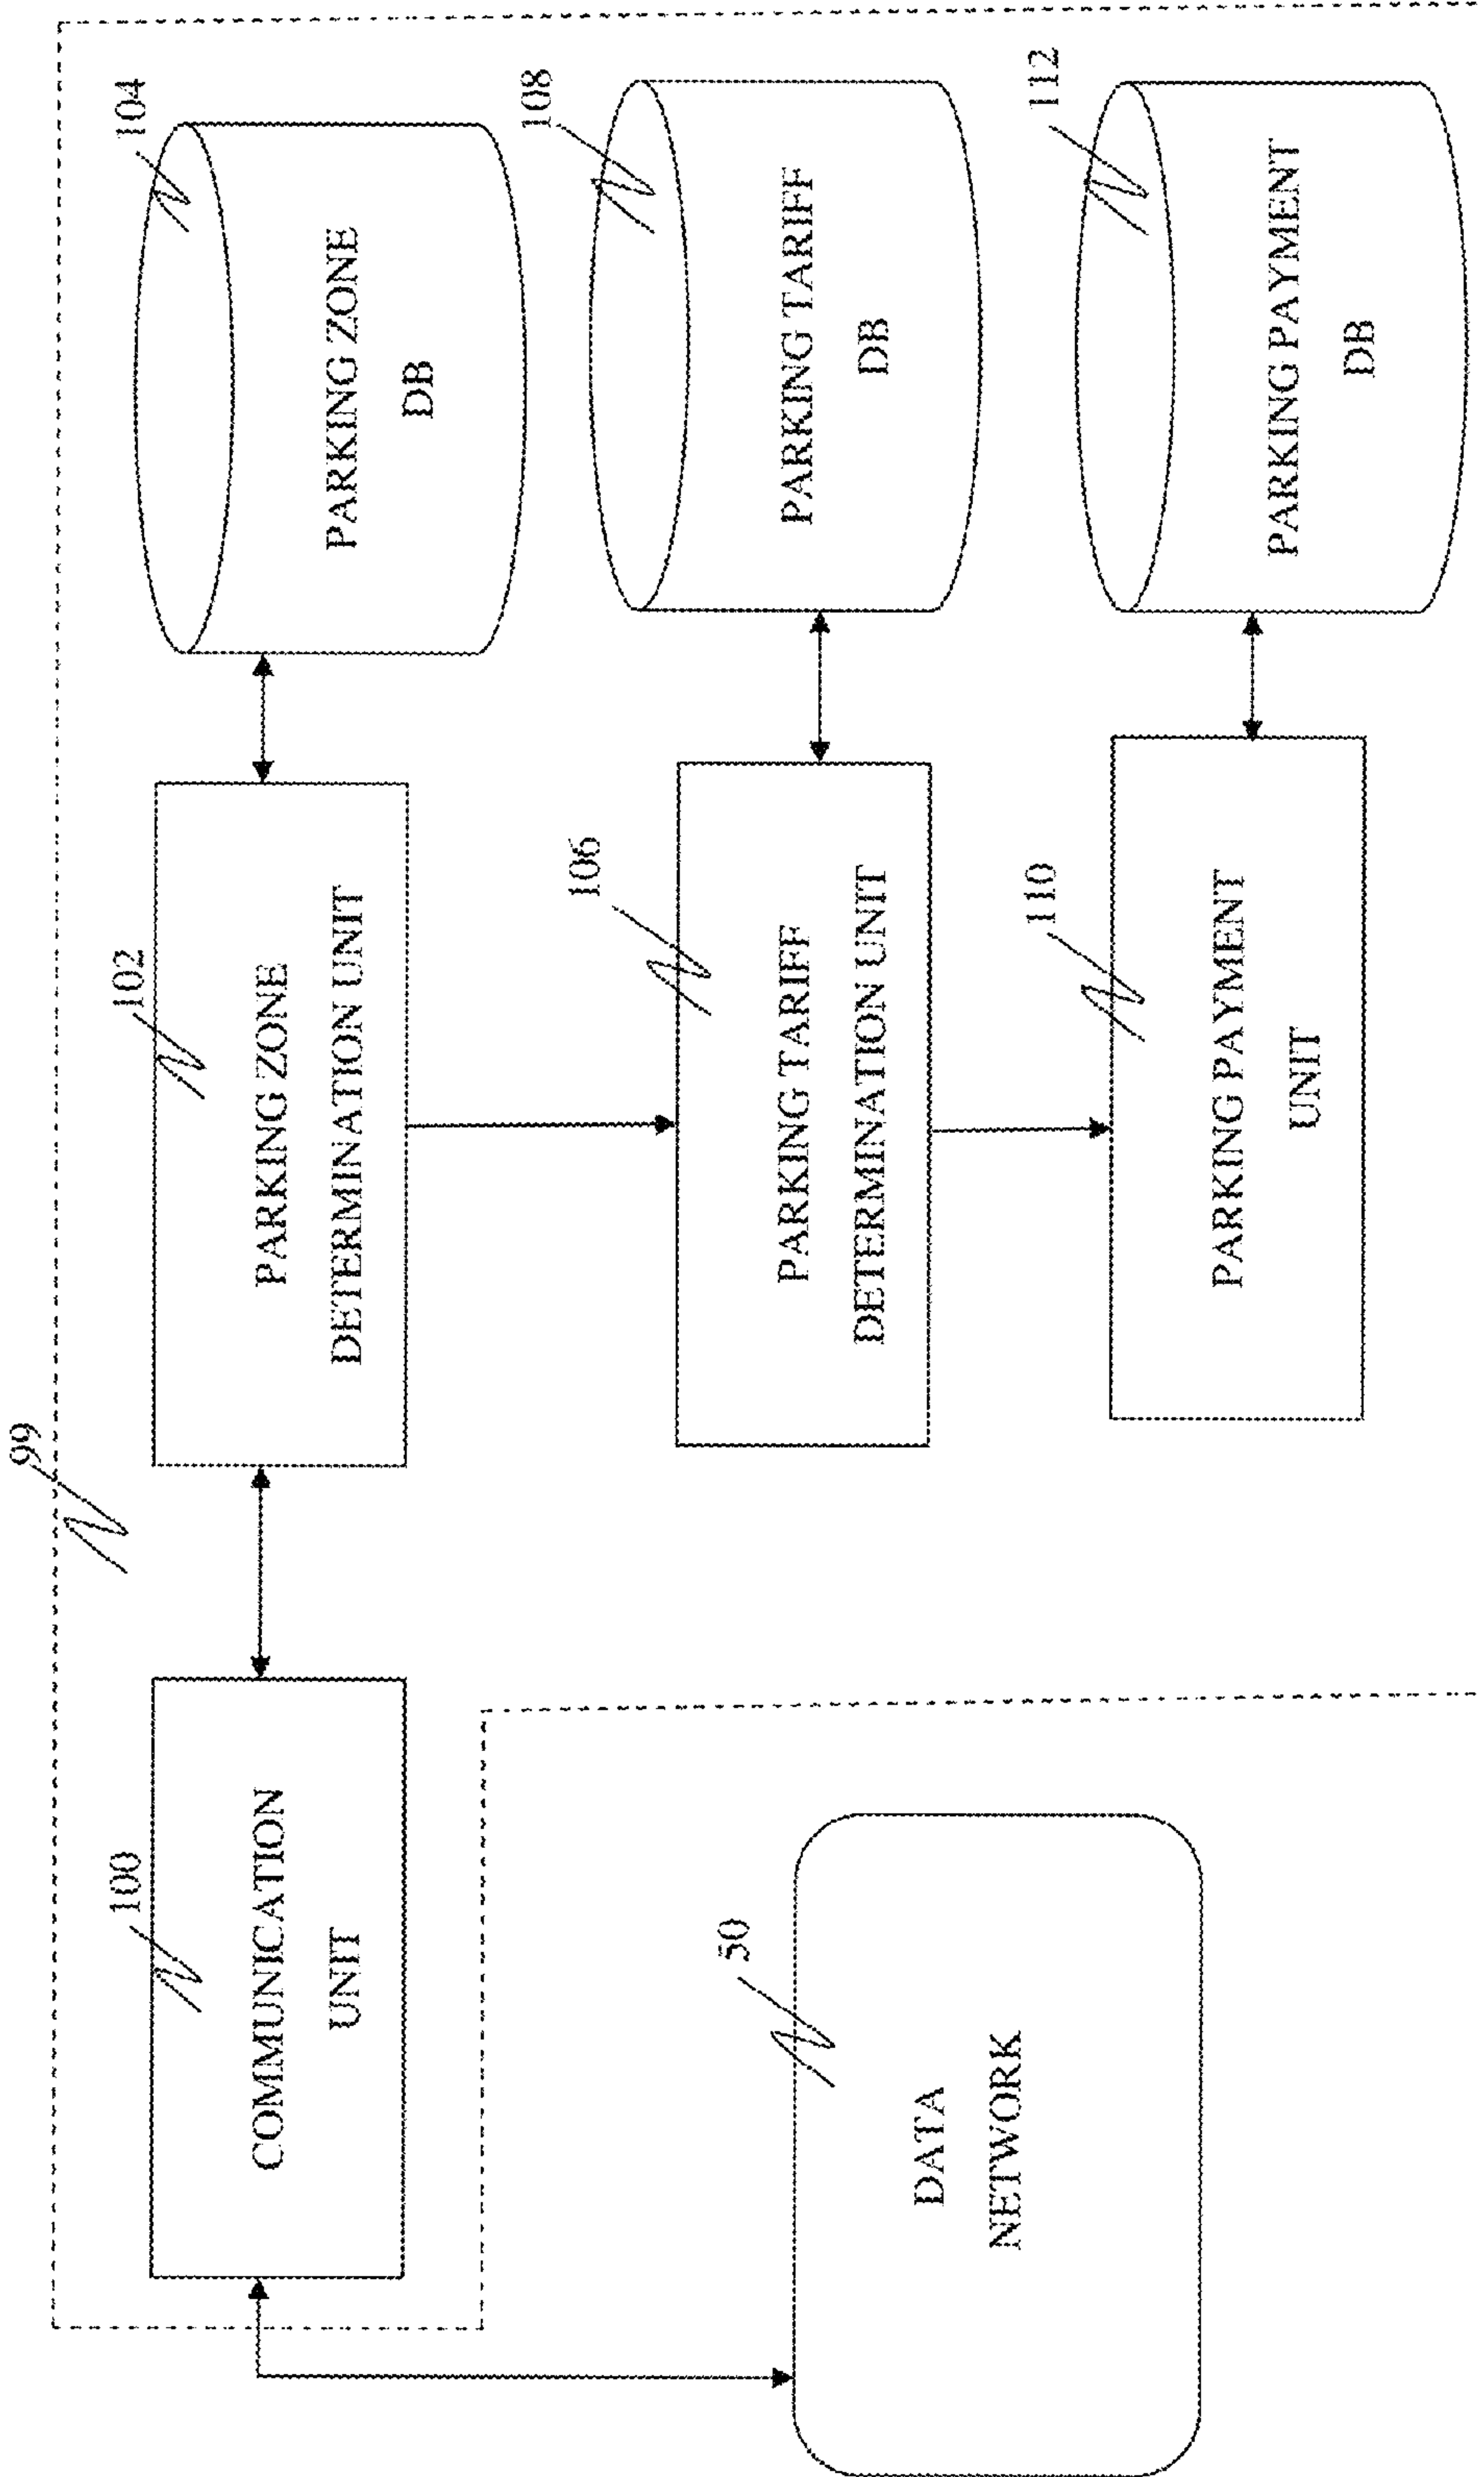 99
100
COMMUNICATION
UNIT
102
PARKING ZONE
DETERMINATION UNIT
104
PARKING ZONE
DB
106
PARKING TARIFF
DETERMINATION UNIT
108
PARKING TARIFF
DB
50
DATA
NETWORK
110
PARKING PAYMENT
UNIT
112
PARKING PAYMENT
DB